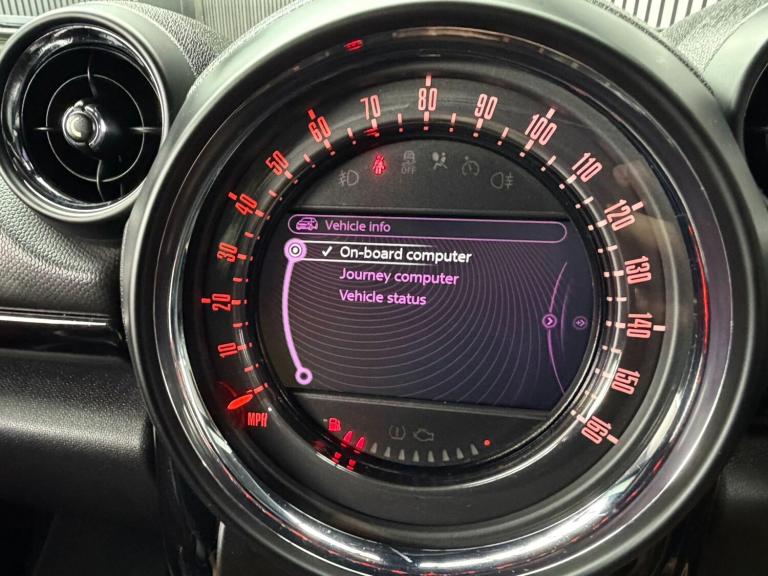 10
20
30
40
50
60
70
80
90
100
110
120
130
140
150
160
MPH
OFF
Vehicle info
✓ On-board computer
Journey computer
Vehicle status